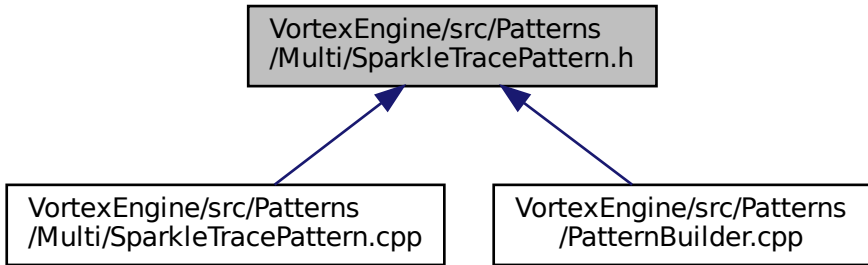 VortexEngine/src/Patterns
/Multi/SparkleTracePattern.h
VortexEngine/src/Patterns
/Multi/SparkleTracePattern.cpp
VortexEngine/src/Patterns
/PatternBuilder.cpp